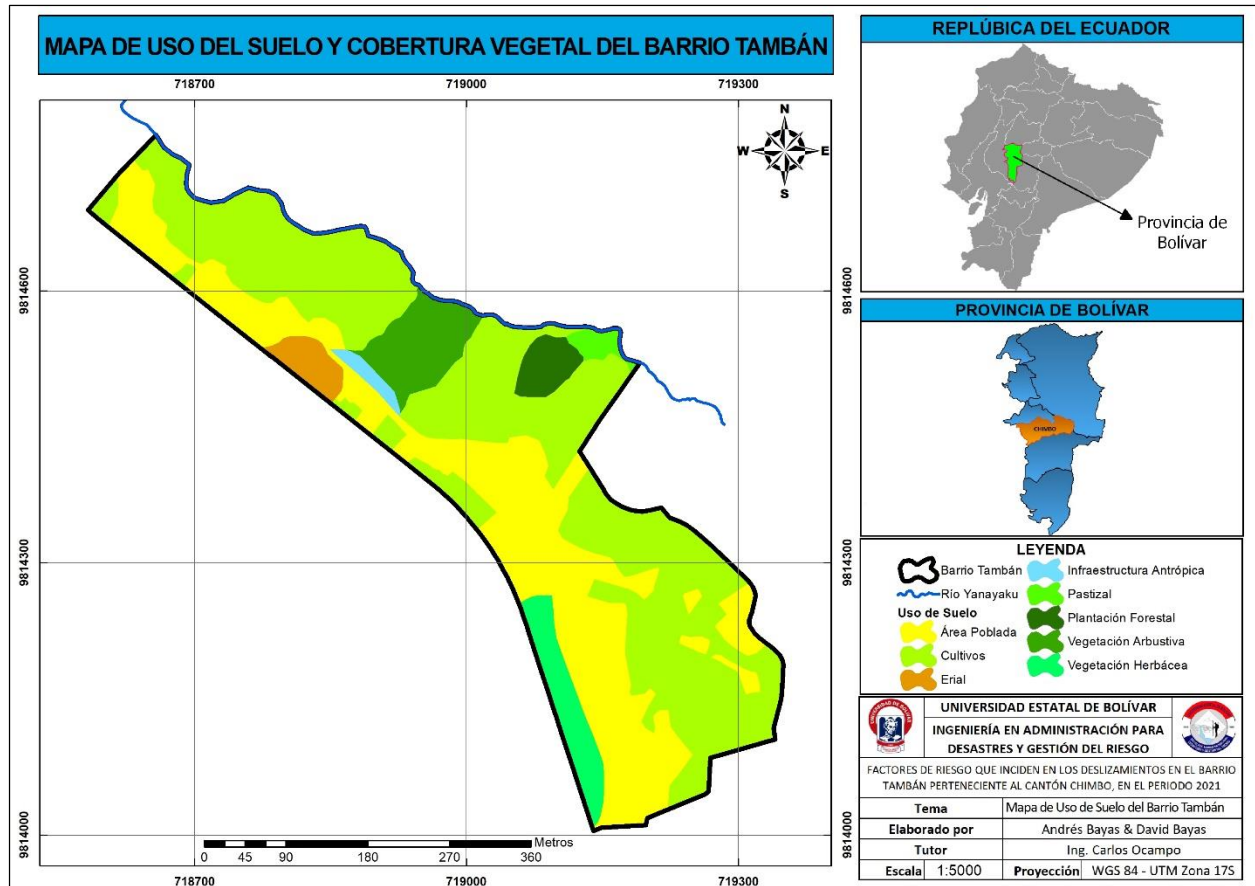 MAPA DE USO DEL SUELO Y COBERTURA VEGETAL DEL BARRIO TAMBÁN
718700
719000
719300
N
W
E
S
9814600
9814600
9814300
9814300
9814000
9814000
Metros
0 45 90 180 270 360
718700
719000
719300
REPLÚBICA DEL ECUADOR
Provincia de
Bolívar
PROVINCIA DE BOLÍVAR
CHIMBO
LEYENDA
Barrio Tambán
Río Yanayaku
Uso de Suelo
Área Poblada
Cultivos
Erial
Infraestructura Antrópica
Pastizal
Plantación Forestal
Vegetación Arbustiva
Vegetación Herbácea
UNIVERSIDAD ESTATAL DE BOLÍVAR
INGENIERÍA EN ADMINISTRACIÓN PARA
DESASTRES Y GESTIÓN DEL RIESGO
FACTORES DE RIESGO QUE INCIDEN EN LOS DESLIZAMIENTOS EN EL BARRIO
TAMBÁN PERTENECIENTE AL CANTÓN CHIMBO, EN EL PERIODO 2021
Tema Mapa de Uso de Suelo del Barrio Tambán
Elaborado por Andrés Bayas & David Bayas
Tutor Ing. Carlos Ocampo
Escala 1:5000 Proyección WGS 84 - UTM Zona 17S